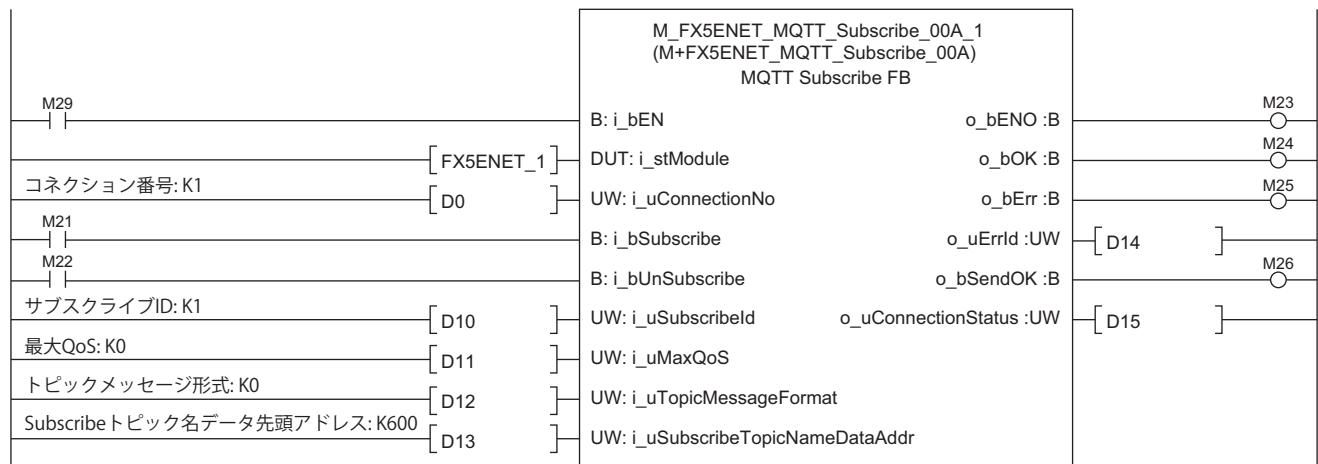 M_FX5ENET_MQTT_Subscribe_00A_1
(M+FX5ENET_MQTT_Subscribe_00A)
MQTT Subscribe FB
M29
B: i_bEN
o_bENO :B
M23
FX5ENET_1
DUT: i_stModule
o_bOK :B
M24
コネクション番号: K1
D0
UW: i_uConnectionNo
o_bErr :B
M25
M21
B: i_bSubscribe
o_uErrId :UW
D14
M22
B: i_bUnSubscribe
o_bSendOK :B
M26
サブスクライブID: K1
D10
UW: i_uSubscribeId
o_uConnectionStatus :UW
D15
最大QoS: K0
D11
UW: i_uMaxQoS
トピックメッセージ形式: K0
D12
UW: i_uTopicMessageFormat
Subscribeトピック名データ先頭アドレス: K600
D13
UW: i_uSubscribeTopicNameDataAddr